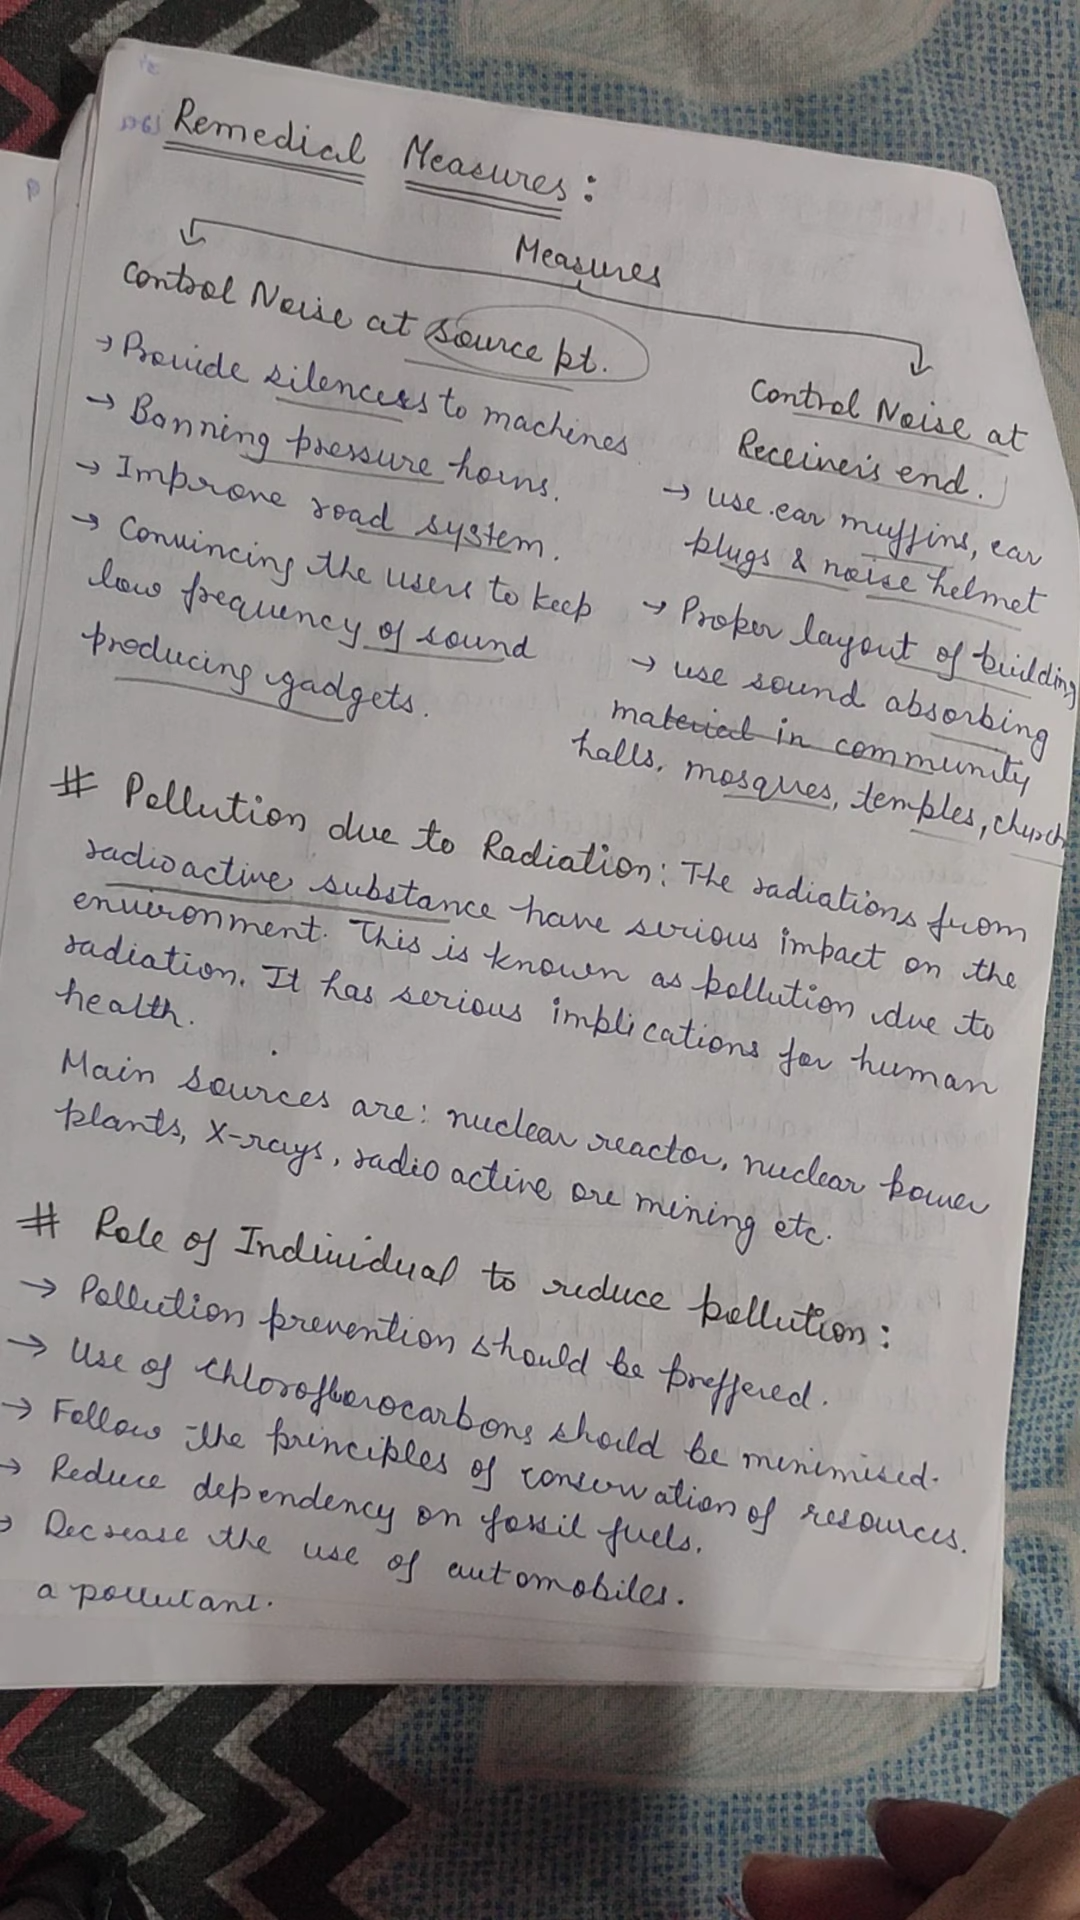 Remedial Measures:
Measures
Control Noise at source pt.
→ Provide silencers to machines
→ Banning pressure horns.
→ Improve road system.
→ Convincing the users to keep
low frequency of sound
producing gadgets.
Control Noise at
Receiveris end.
→ use ear muffins, ear
plugs & noise helmet
→ Proper layout of building
→ use sound absorbing
material in community
halls, mosques, temples, church
# Pollution due to Radiation: The radiations from
radioactive substance have serious impact on the
environment. This is known as pollution due to
radiation. It has serious implications for human
health.
Main sources are: nuclear reactor, nuclear power
plants, X-rays, radio active ore mining etc.
# Role of Individual to reduce pollution:
→ Pollution prevention should be preffered.
→ Use of Chloroflorocarbons should be minimised.
→ Follow the principles of conservation of resources.
→ Reduce dependency on fossil fuels.
→ Decrease the use of automobiles.
a pollutant.